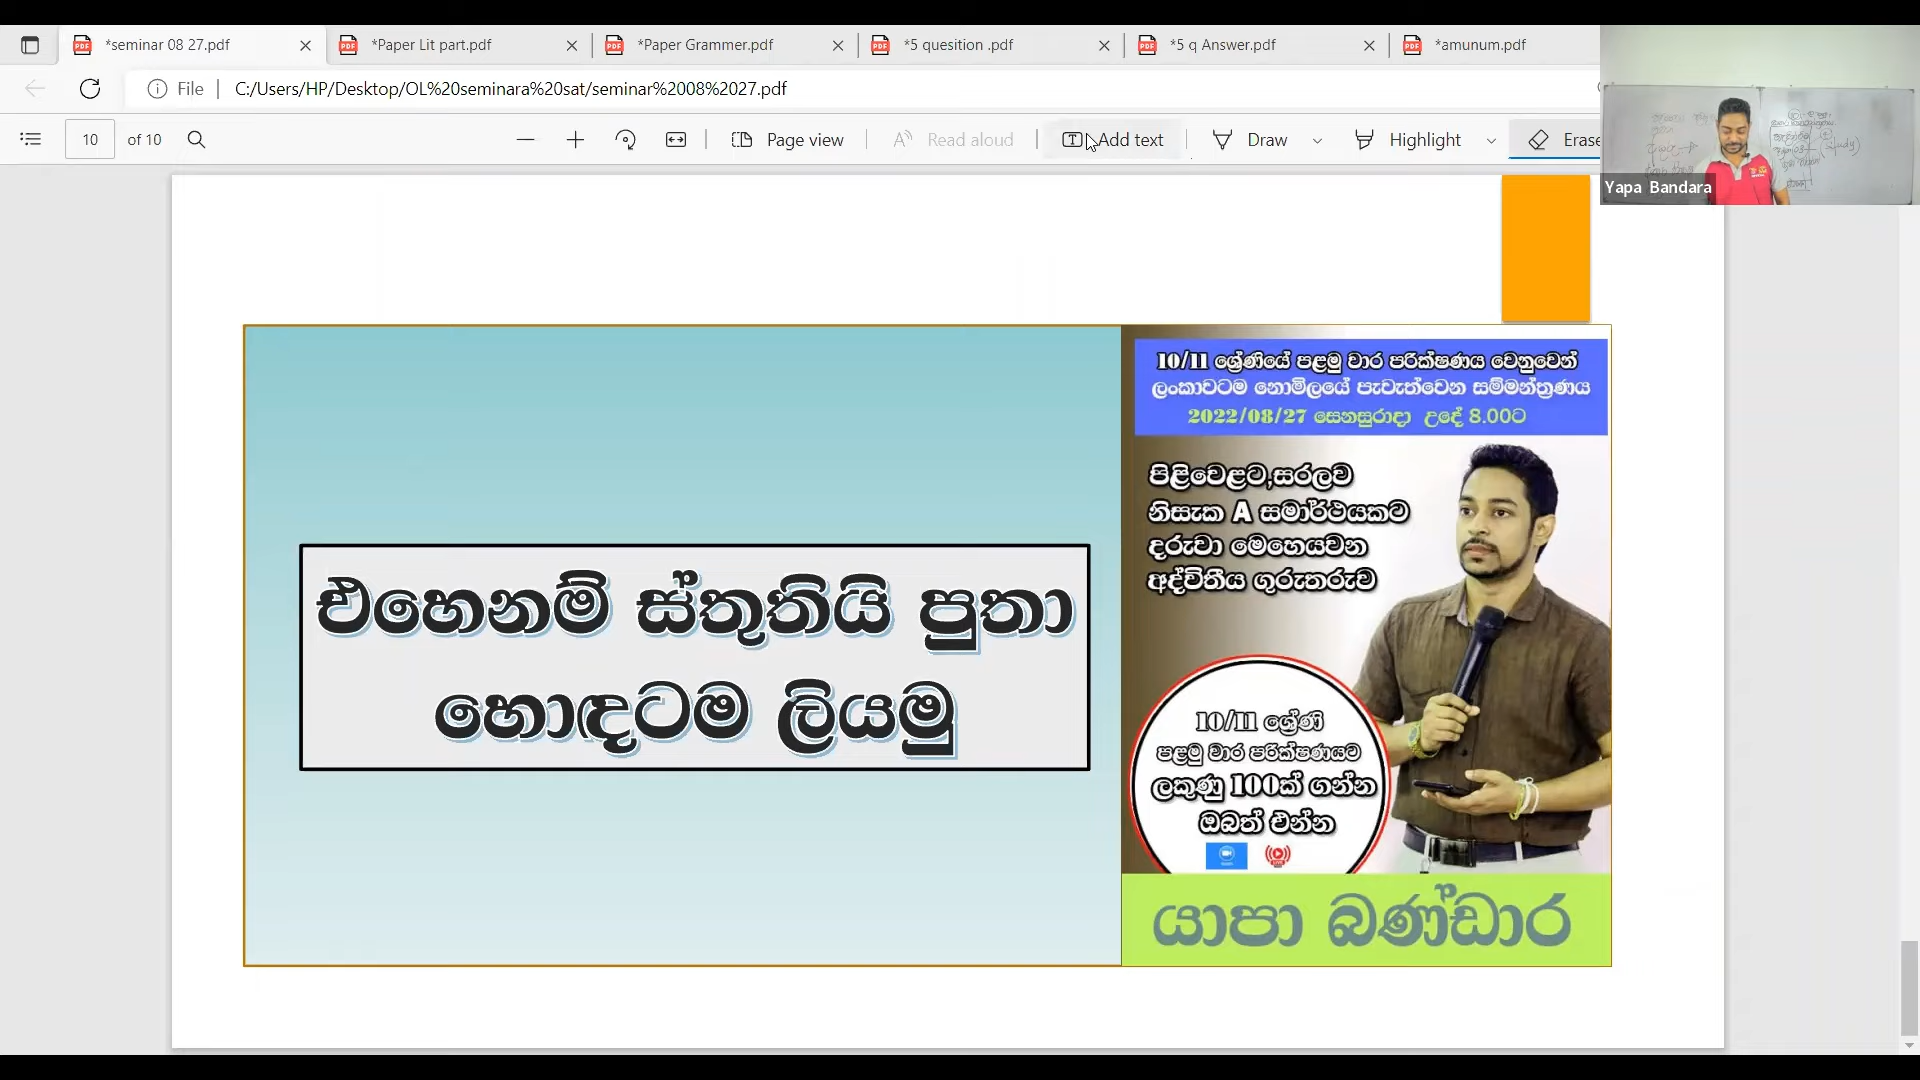 *seminar 08 27.pdf
*Paper Lit part.pdf
*Paper Grammer.pdf
*5 quesition .pdf
*5 q Answer.pdf
*amunum.pdf
File
C:/Users/HP/Desktop/OL%20seminara%20sat/seminar%2008%2027.pdf
10 of 10
Page view
Read aloud
Add text
Draw
Highlight
Erase
Yapa Bandara
එහෙනම් ස්තුතියි පුතා
හොඳටම ලියමු
10/11 ශ්‍රේණියේ පළමු වාර පරික්ෂණය වෙනුවෙන්
ලංකාවටම නොමිලයේ පැවැත්වෙන සම්මන්ත්‍රණය
2022/08/27 සෙනසුරාදා උදේ 8.00ට
පිළිවෙළට,සරලව
නිසැක A සමාර්ථයකට
දරුවා මෙහෙයවන
අද්විතීය ගුරුතරුව
10/11 ශ්‍රේණි
පළමු වාර පරික්ෂණයට
ලකුණු 100ක් ගන්න
ඔබත් එන්න
යාපා බණ්ඩාර